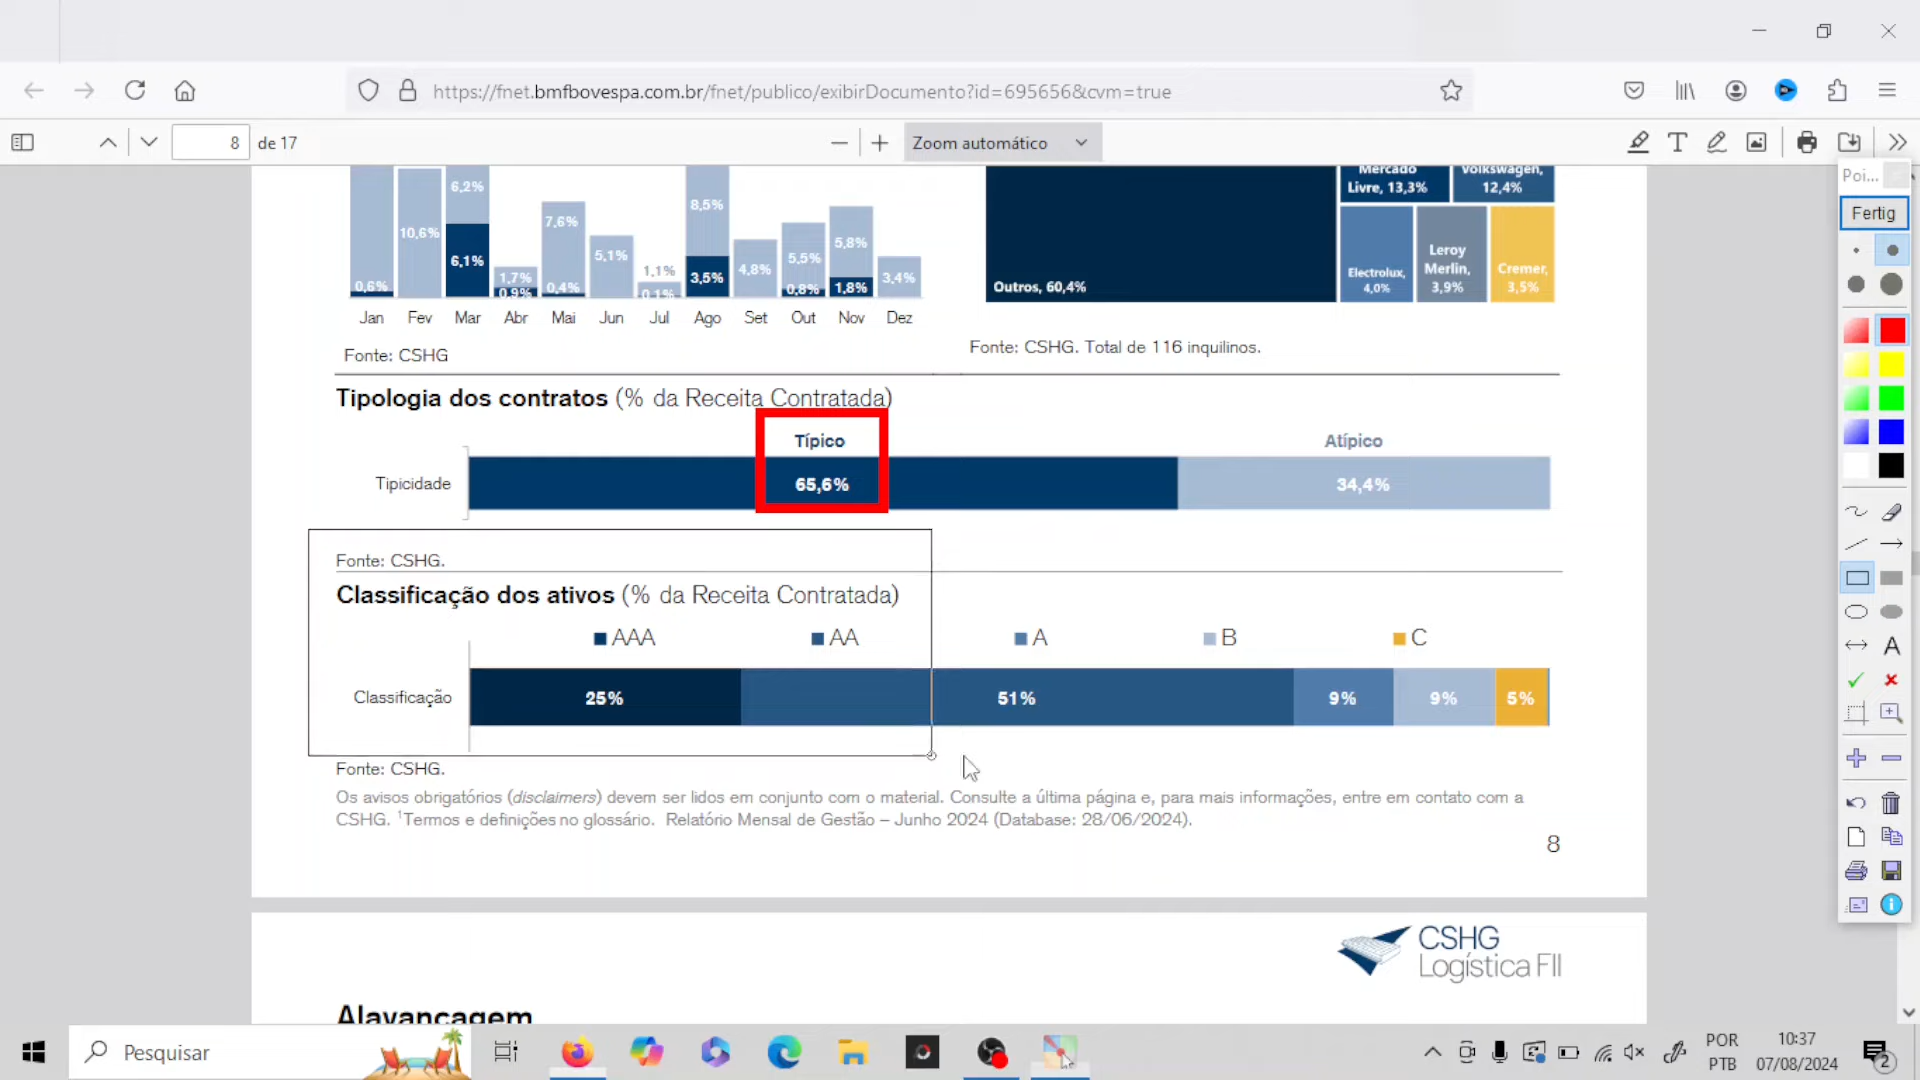 https://fnet.bmfbovespa.com.br/fnet/publico/exibirDocumento?id=695656&cvm=true
8 de 17
Zoom automático
Poi...
Fertig
6,2%
8,5%
10,6%
7,6%
6,1%
5,1%
1,7%
1,1%
4,8%
5,5%
5,8%
3,4%
0,6%
0,9%
0,4%
0,1%
3,5%
0,8%
1,8%
Jan Fev Mar Abr Mai Jun Jul Ago Set Out Nov Dez
Fonte: CSHG
Mercado Livre, 13,3%
Volkswagen, 12,4%
Outros, 60,4%
Electrolux, 4,0%
Leroy Merlin, 3,9%
Cremer, 3,5%
Fonte: CSHG. Total de 116 inquilinos.
Tipologia dos contratos (% da Receita Contratada)
Típico Atípico
Tipicidade 65,6% 34,4%
Fonte: CSHG.
Classificação dos ativos (% da Receita Contratada)
AAA AA A B C
Classificação 25% 51% 9% 9% 5%
Fonte: CSHG.
Os avisos obrigatórios (disclaimers) devem ser lidos em conjunto com o material. Consulte a última página e, para mais informações, entre em contato com a
CSHG. ¹Termos e definições no glossário. Relatório Mensal de Gestão – Junho 2024 (Database: 28/06/2024).
8
CSHG
Logística FII
Alavancagem
Pesquisar
POR
PTB
10:37
07/08/2024
2